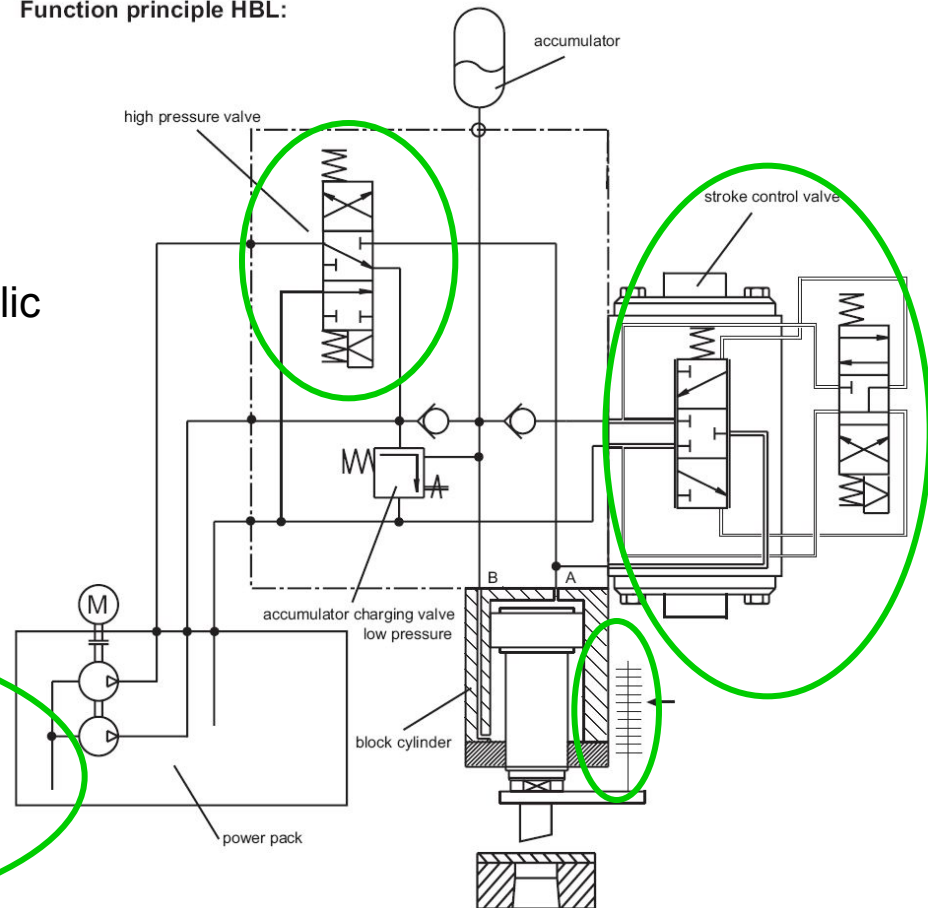 Function principle HBL:
accumulator
high pressure valve
stroke control valve
lic
B
A
M
accumulator charging valve
low pressure
block cylinder
power pack